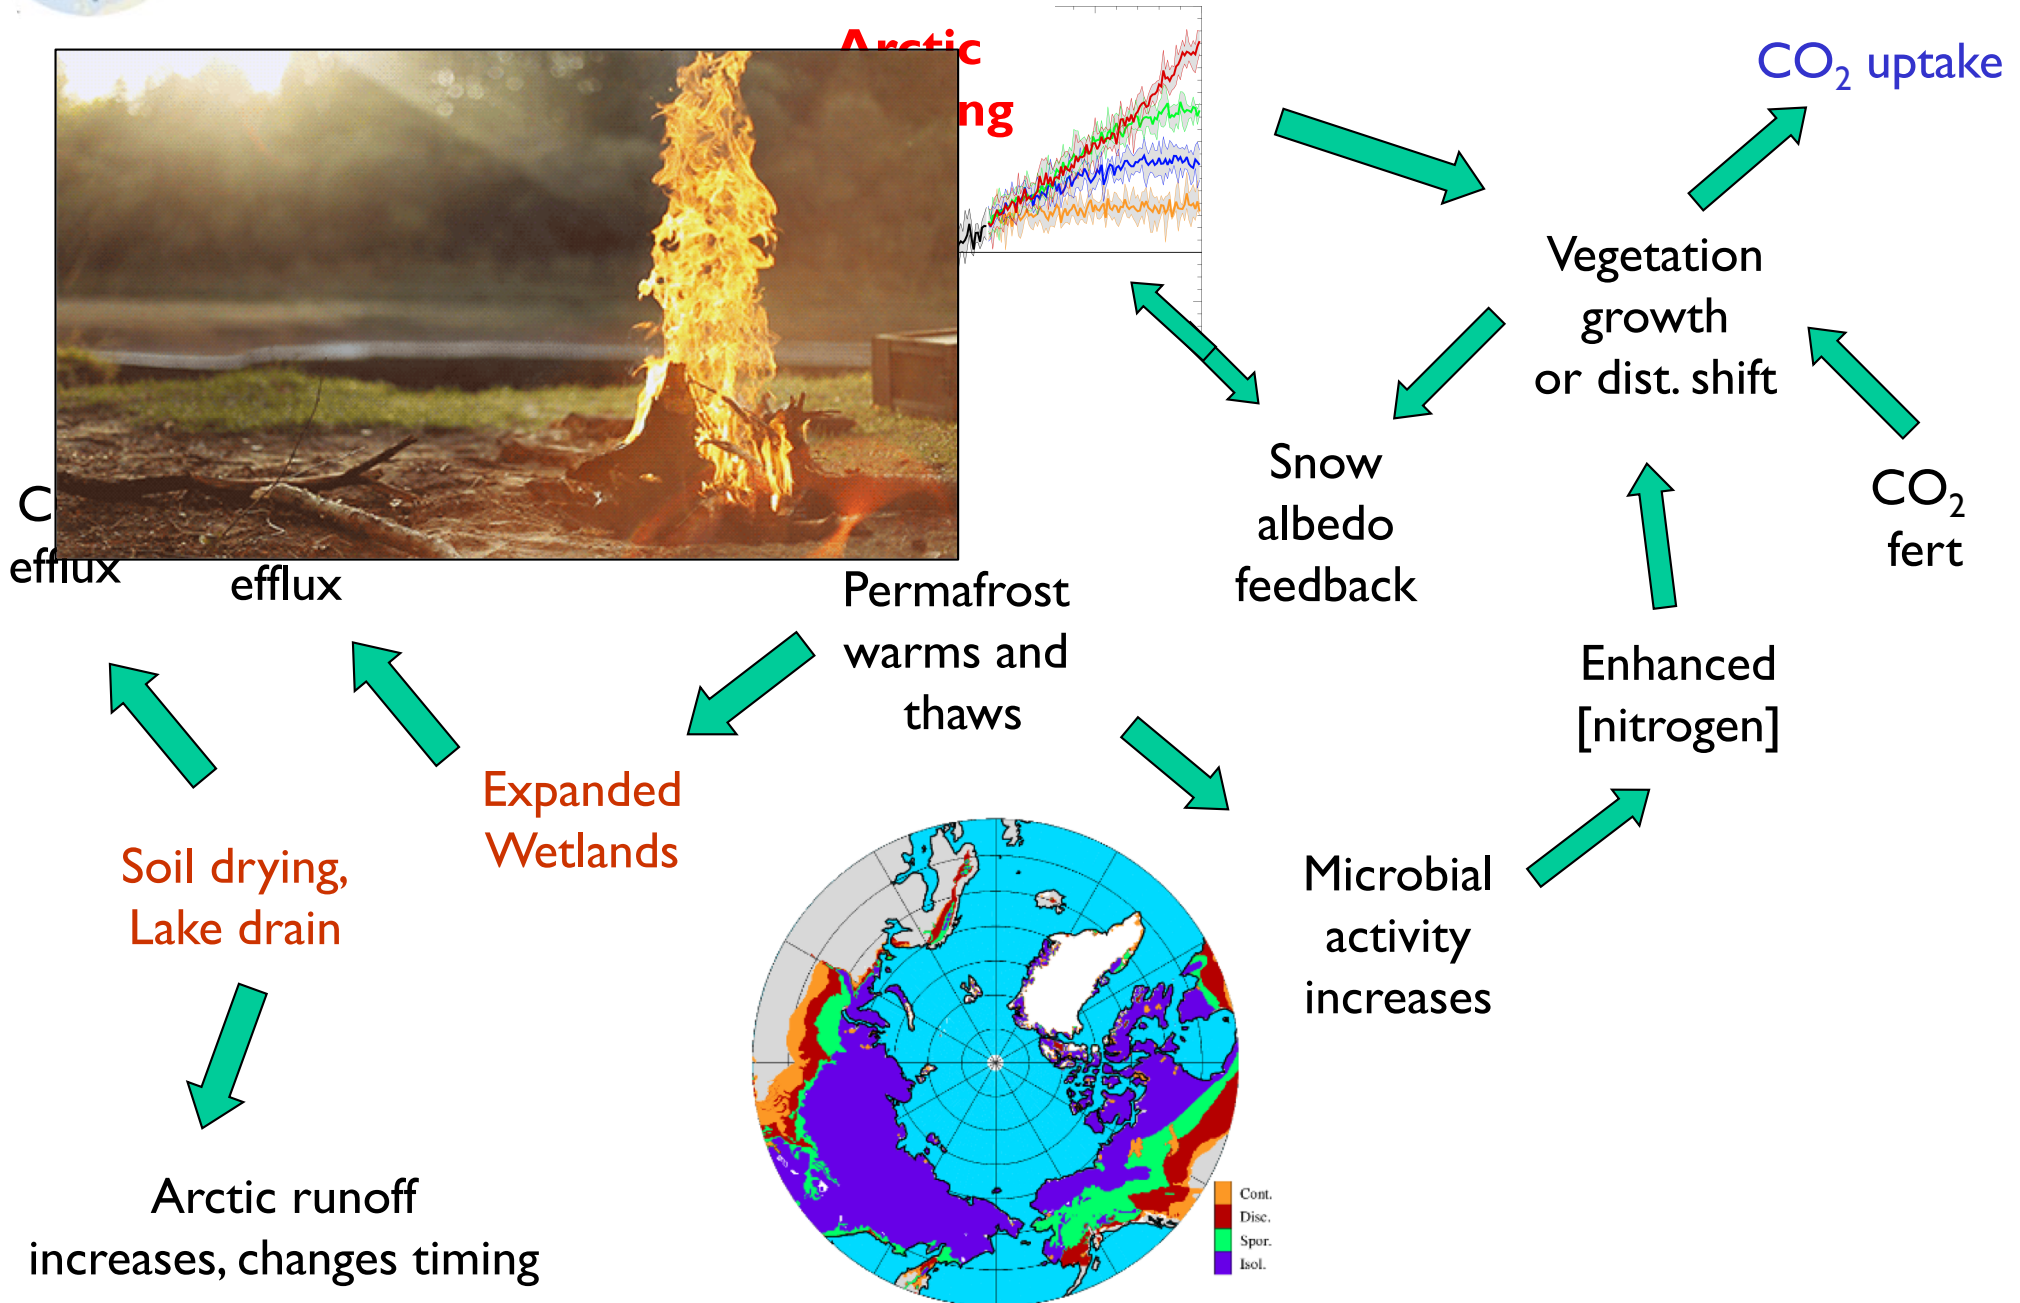 Arctic
ng
CO₂ uptake
Vegetation
growth
or dist. shift
Snow
albedo
feedback
CO₂
fert
C
efflux
efflux
Permafrost
warms and
thaws
Enhanced
[nitrogen]
Expanded
Wetlands
Soil drying,
Lake drain
Microbial
activity
increases
Arctic runoff
increases, changes timing
Cont.
Disc.
Spor.
Isol.